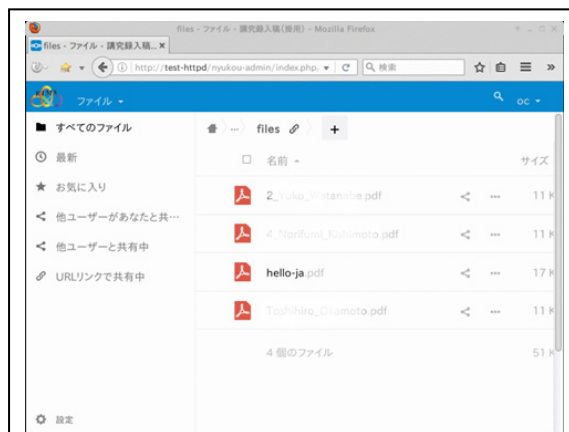 files - ファイル - 講究録入稿(掛用) - Mozilla Firefox
files - ファイル - 講究録入稿...
http://test-httpd/nyukou-admin/index.php,
検索
ファイル
oc
すべてのファイル
... files +
最新
名前
サイズ
お気に入り
2_Yuko_Watanabe.pdf
11 K
他ユーザーがあなたと共…
4_Norifumi_Kishimoto.pdf
11 K
他ユーザーと共有中
hello-ja.pdf
17 K
URLリンクで共有中
Toshihiro_Okamoto.pdf
11 K
4 個のファイル
51 K
設定